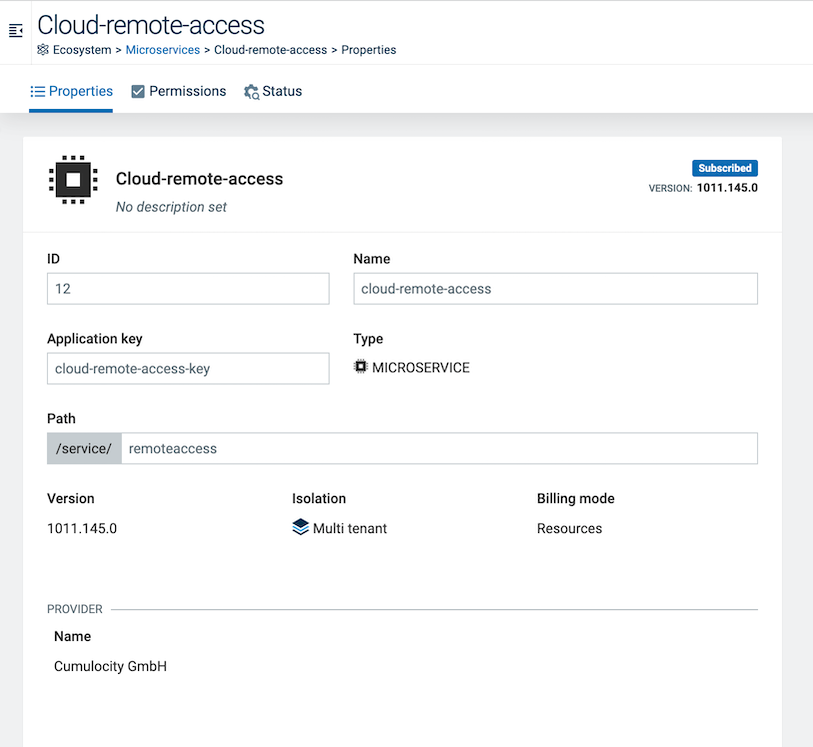 Cloud-remote-access
Ecosystem > Microservices > Cloud-remote-access > Properties
Properties Permissions Status
Cloud-remote-access
No description set
Subscribed
VERSION: 1011.145.0
ID Name
12 cloud-remote-access
Application key Type
cloud-remote-access-key MICROSERVICE
Path
/service/ remoteaccess
Version Isolation Billing mode
1011.145.0 Multi tenant Resources
PROVIDER
Name
Cumulocity GmbH